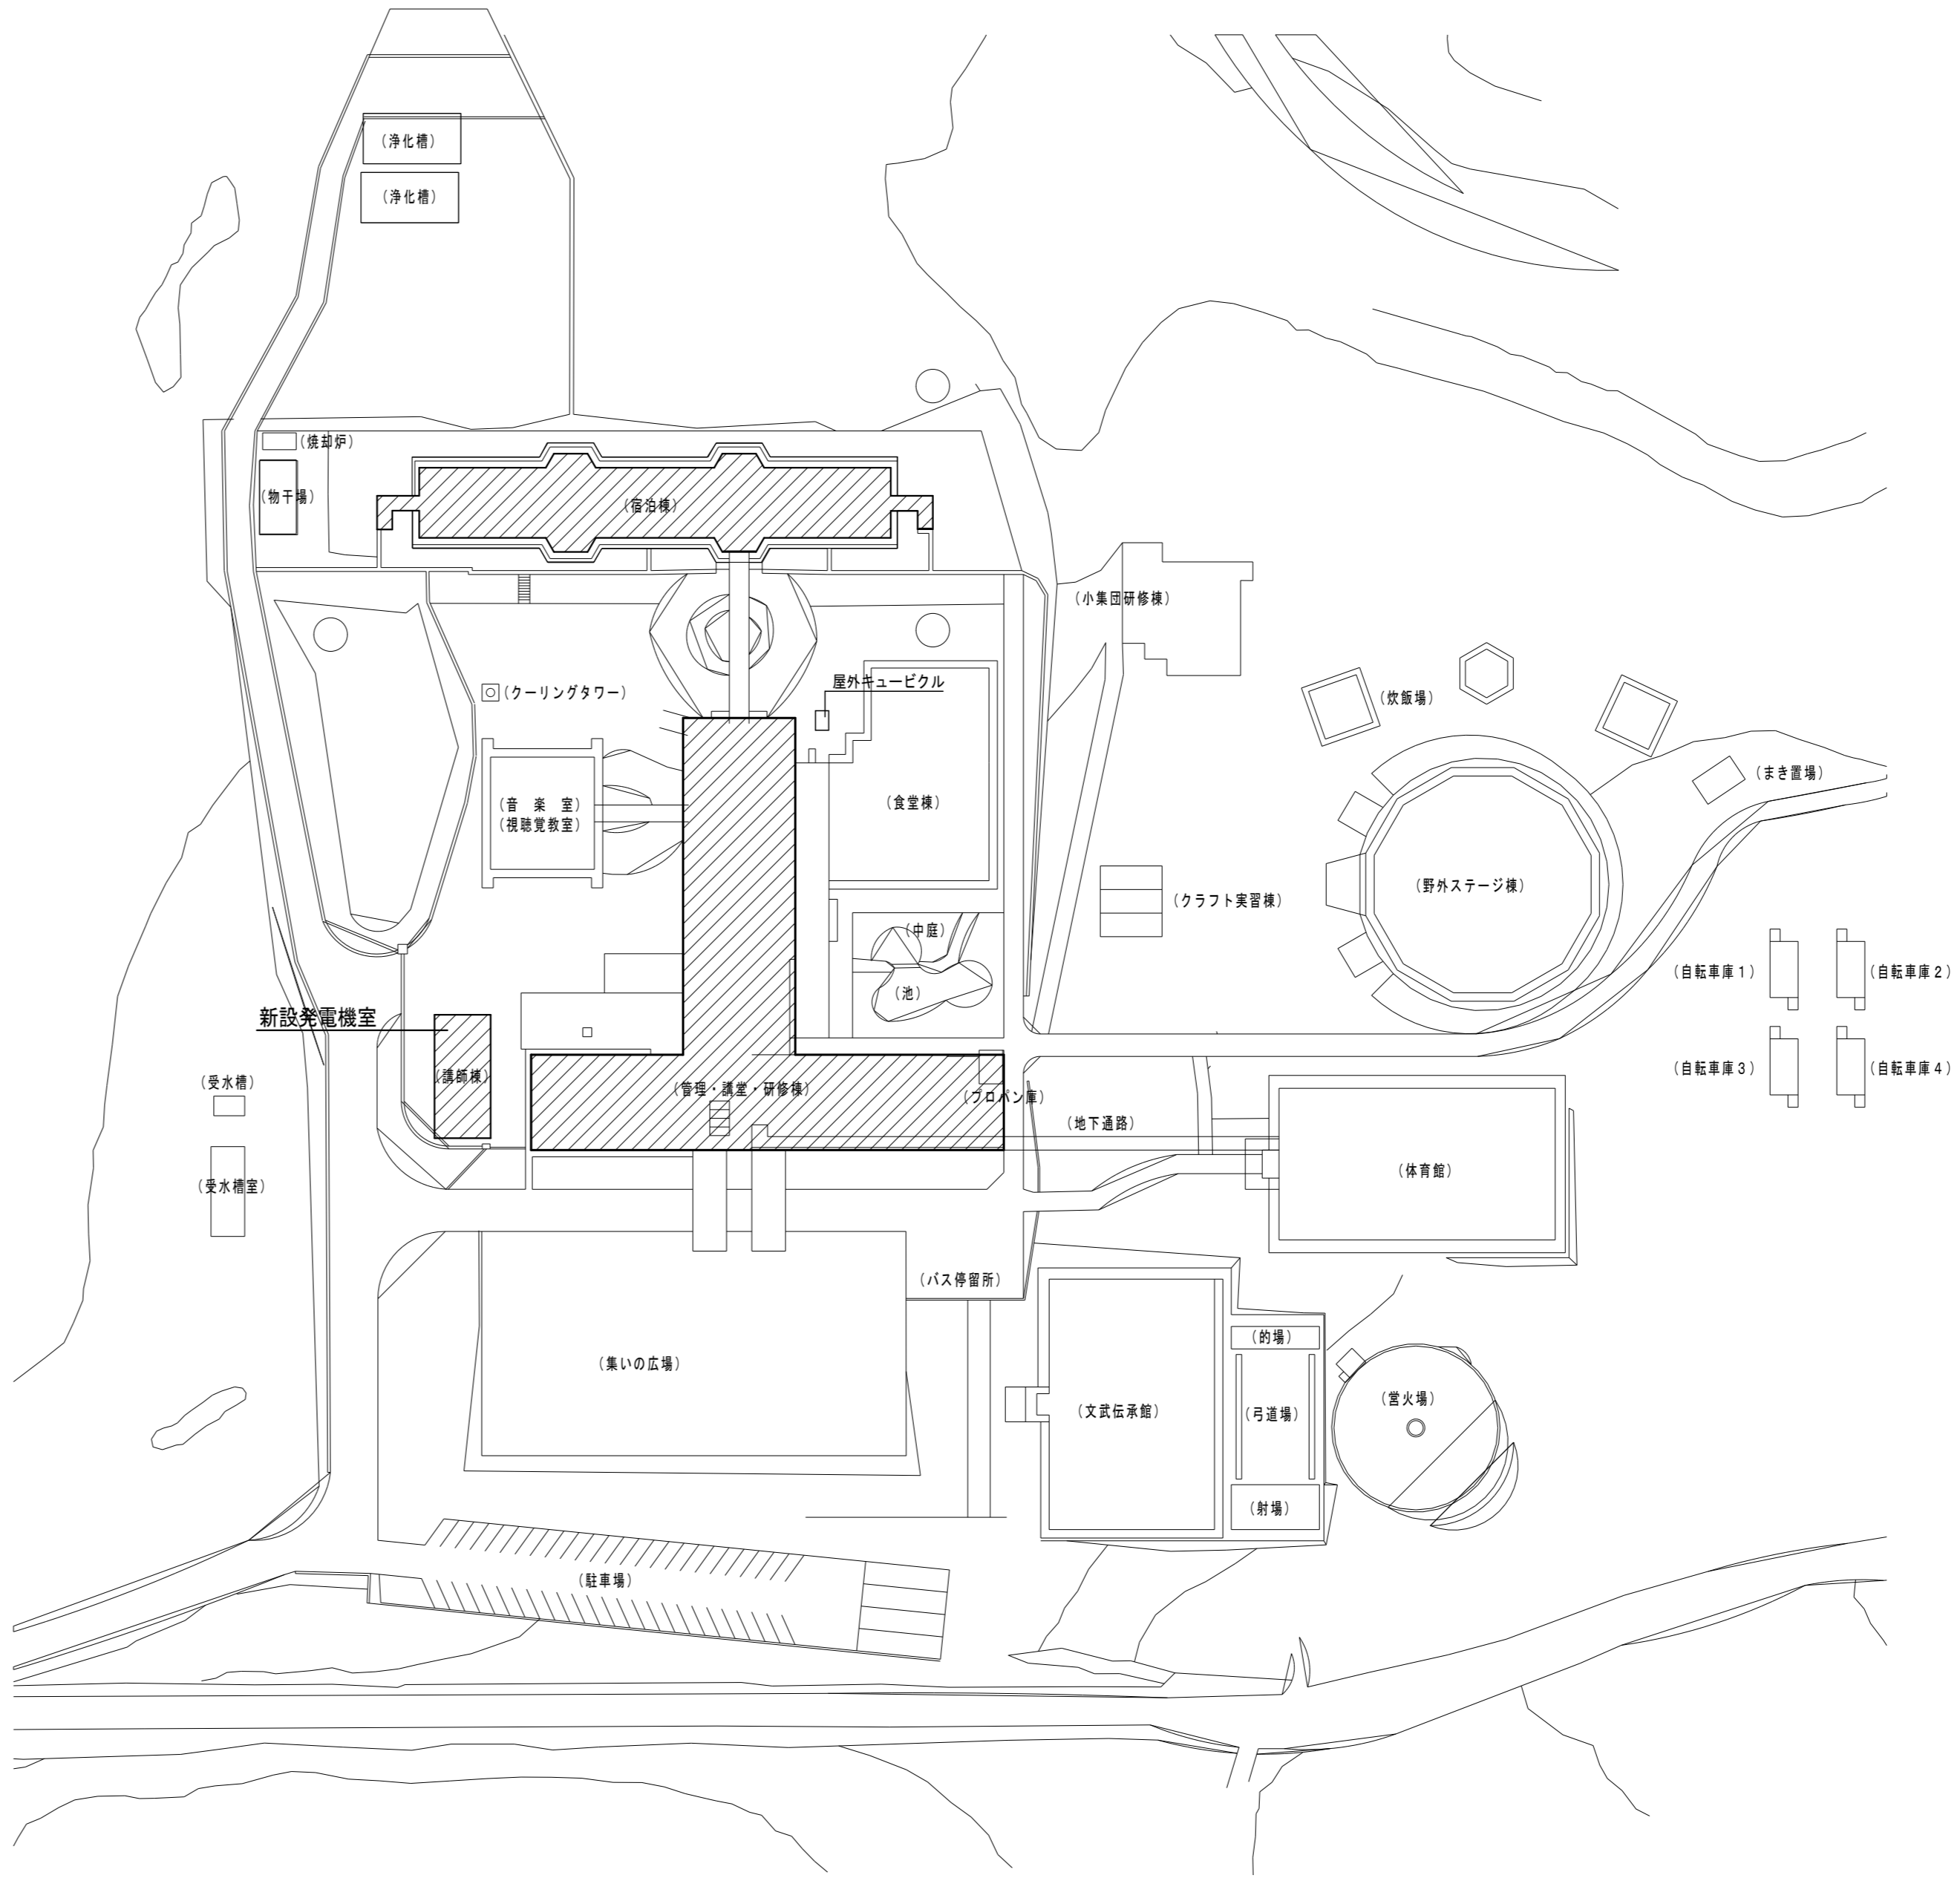 （浄化槽）
（浄化槽）
（焼却炉）
（物干場）
（宿泊棟）
（小集団研修棟）
（クーリングタワー）
屋外キュービクル
（炊飯場）
（まき置場）
（音　楽　室）
（視聴覚教室）
（食堂棟）
（野外ステージ棟）
（クラフト実習棟）
（中庭）
（池）
（自転車庫１）
（自転車庫２）
新設発電機室
（講師棟）
（受水槽）
（管理・講堂・研修棟）
（プロパン庫）
（自転車庫３）
（自転車庫４）
（地下通路）
（体育館）
（受水槽室）
（バス停留所）
（集いの広場）
（的場）
（文武伝承館）
（弓道場）
（営火場）
（射場）
（駐車場）